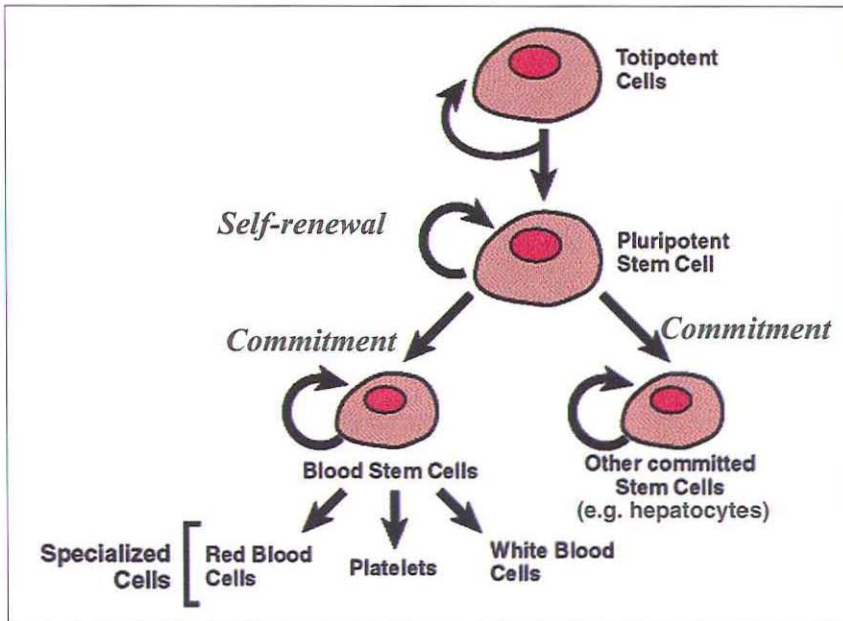 Totipotent
Cells
Self-renewal
Pluripotent
Stem Cell
Commitment
Commitment
Blood Stem Cells
Other committed
Stem Cells
(e.g. hepatocytes)
Specialized
Cells
Red Blood
Cells
Platelets
White Blood
Cells